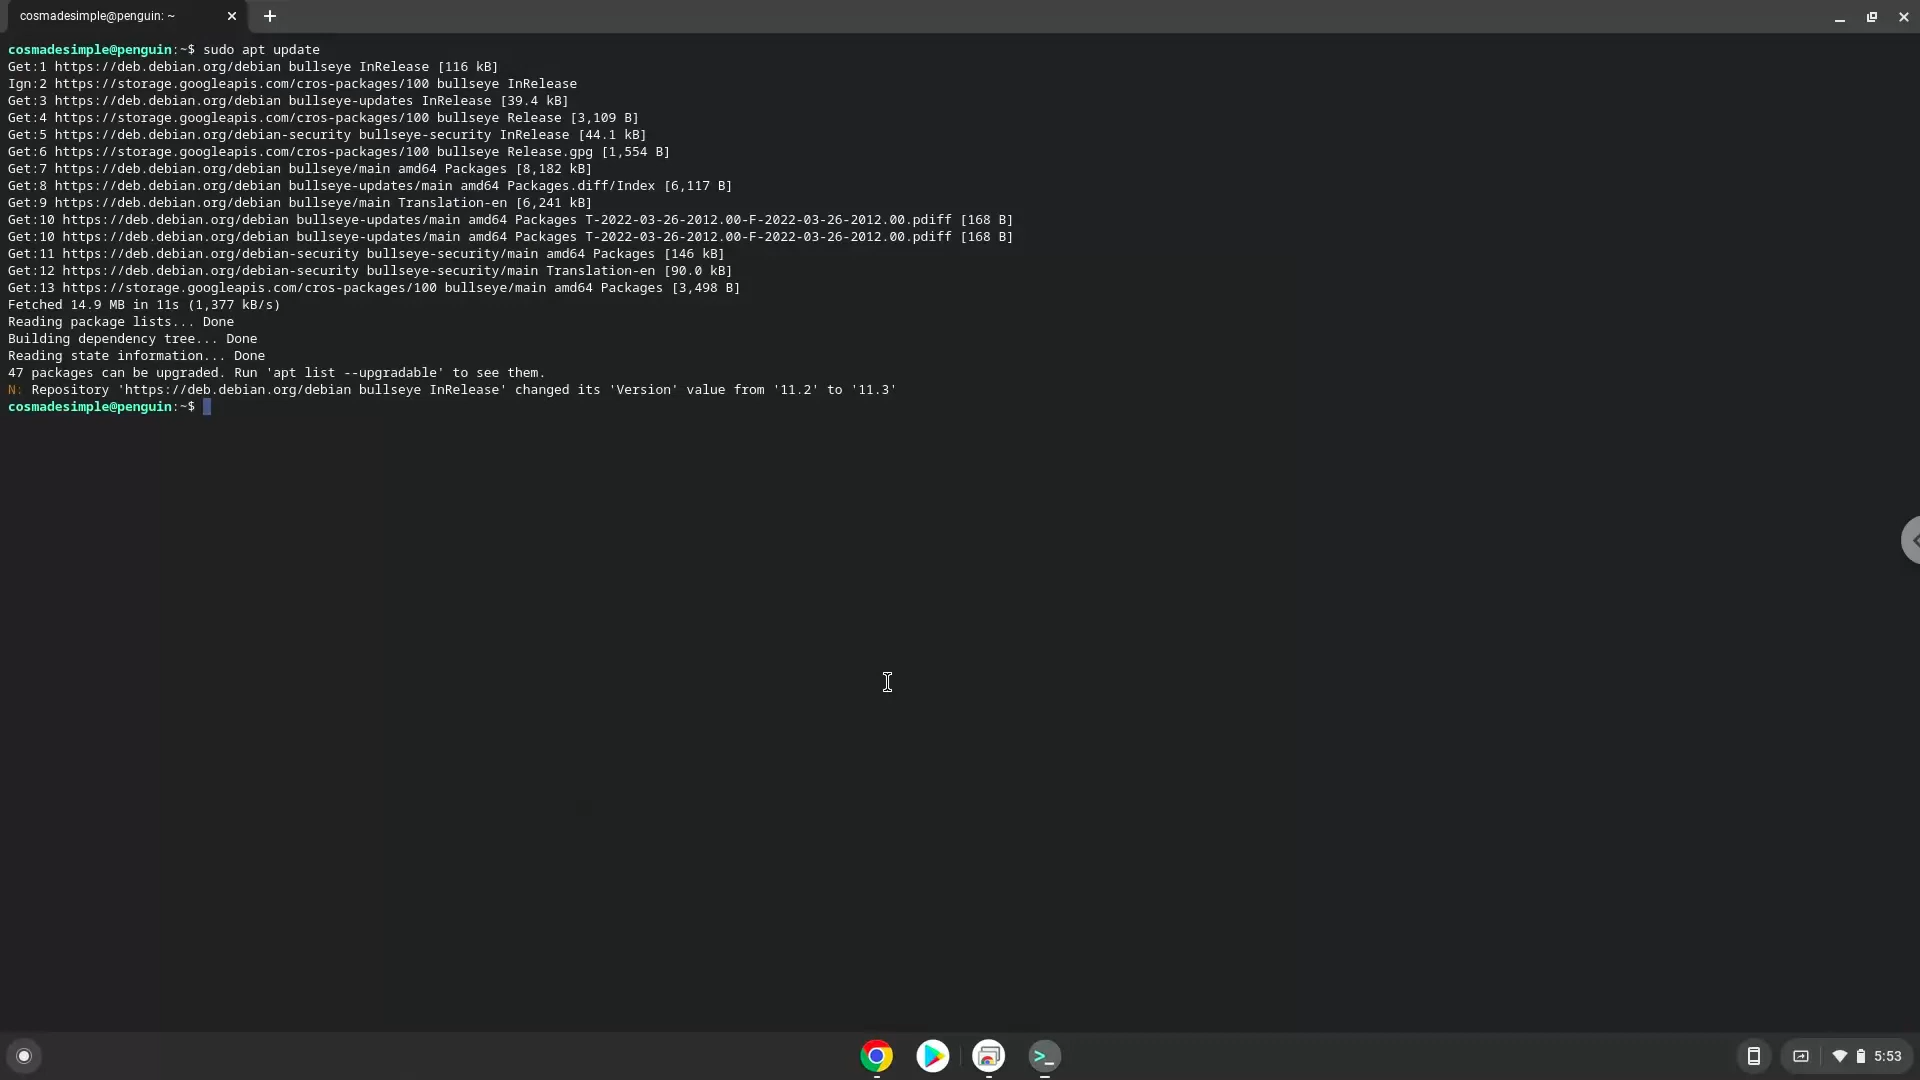 cosmadesimple@penguin: ~
cosmadesimple@penguin:~$ sudo apt update
Get:1 https://deb.debian.org/debian bullseye InRelease [116 kB]
Ign:2 https://storage.googleapis.com/cros-packages/100 bullseye InRelease
Get:3 https://deb.debian.org/debian bullseye-updates InRelease [39.4 kB]
Get:4 https://storage.googleapis.com/cros-packages/100 bullseye Release [3,109 B]
Get:5 https://deb.debian.org/debian-security bullseye-security InRelease [44.1 kB]
Get:6 https://storage.googleapis.com/cros-packages/100 bullseye Release.gpg [1,554 B]
Get:7 https://deb.debian.org/debian bullseye/main amd64 Packages [8,182 kB]
Get:8 https://deb.debian.org/debian bullseye-updates/main amd64 Packages.diff/Index [6,117 B]
Get:9 https://deb.debian.org/debian bullseye/main Translation-en [6,241 kB]
Get:10 https://deb.debian.org/debian bullseye-updates/main amd64 Packages T-2022-03-26-2012.00-F-2022-03-26-2012.00.pdiff [168 B]
Get:10 https://deb.debian.org/debian bullseye-updates/main amd64 Packages T-2022-03-26-2012.00-F-2022-03-26-2012.00.pdiff [168 B]
Get:11 https://deb.debian.org/debian-security bullseye-security/main amd64 Packages [146 kB]
Get:12 https://deb.debian.org/debian-security bullseye-security/main Translation-en [90.0 kB]
Get:13 https://storage.googleapis.com/cros-packages/100 bullseye/main amd64 Packages [3,498 B]
Fetched 14.9 MB in 11s (1,377 kB/s)
Reading package lists... Done
Building dependency tree... Done
Reading state information... Done
47 packages can be upgraded. Run 'apt list --upgradable' to see them.
N: Repository 'https://deb.debian.org/debian bullseye InRelease' changed its 'Version' value from '11.2' to '11.3'
cosmadesimple@penguin:~$
5:53